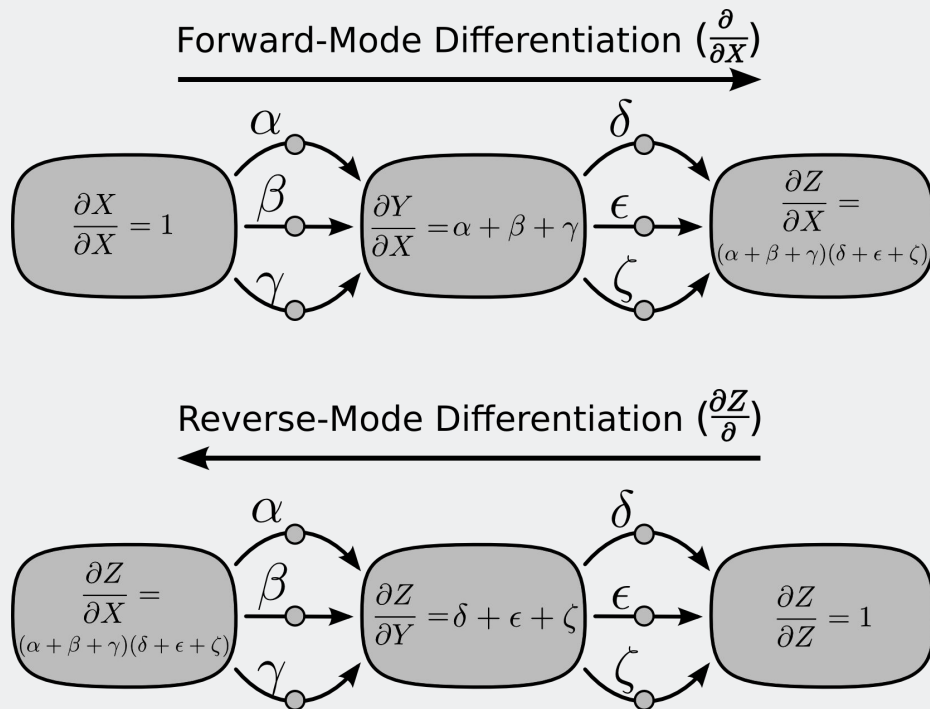 Forward-Mode Differentiation (∂/∂X)
α
δ
β
ϵ
γ
ζ
∂X/∂X = 1
∂Y/∂X = α + β + γ
∂Z/∂X =
(α + β + γ)(δ + ϵ + ζ)
Reverse-Mode Differentiation (∂Z/∂)
α
δ
β
ϵ
γ
ζ
∂Z/∂X =
(α + β + γ)(δ + ϵ + ζ)
∂Z/∂Y = δ + ϵ + ζ
∂Z/∂Z = 1